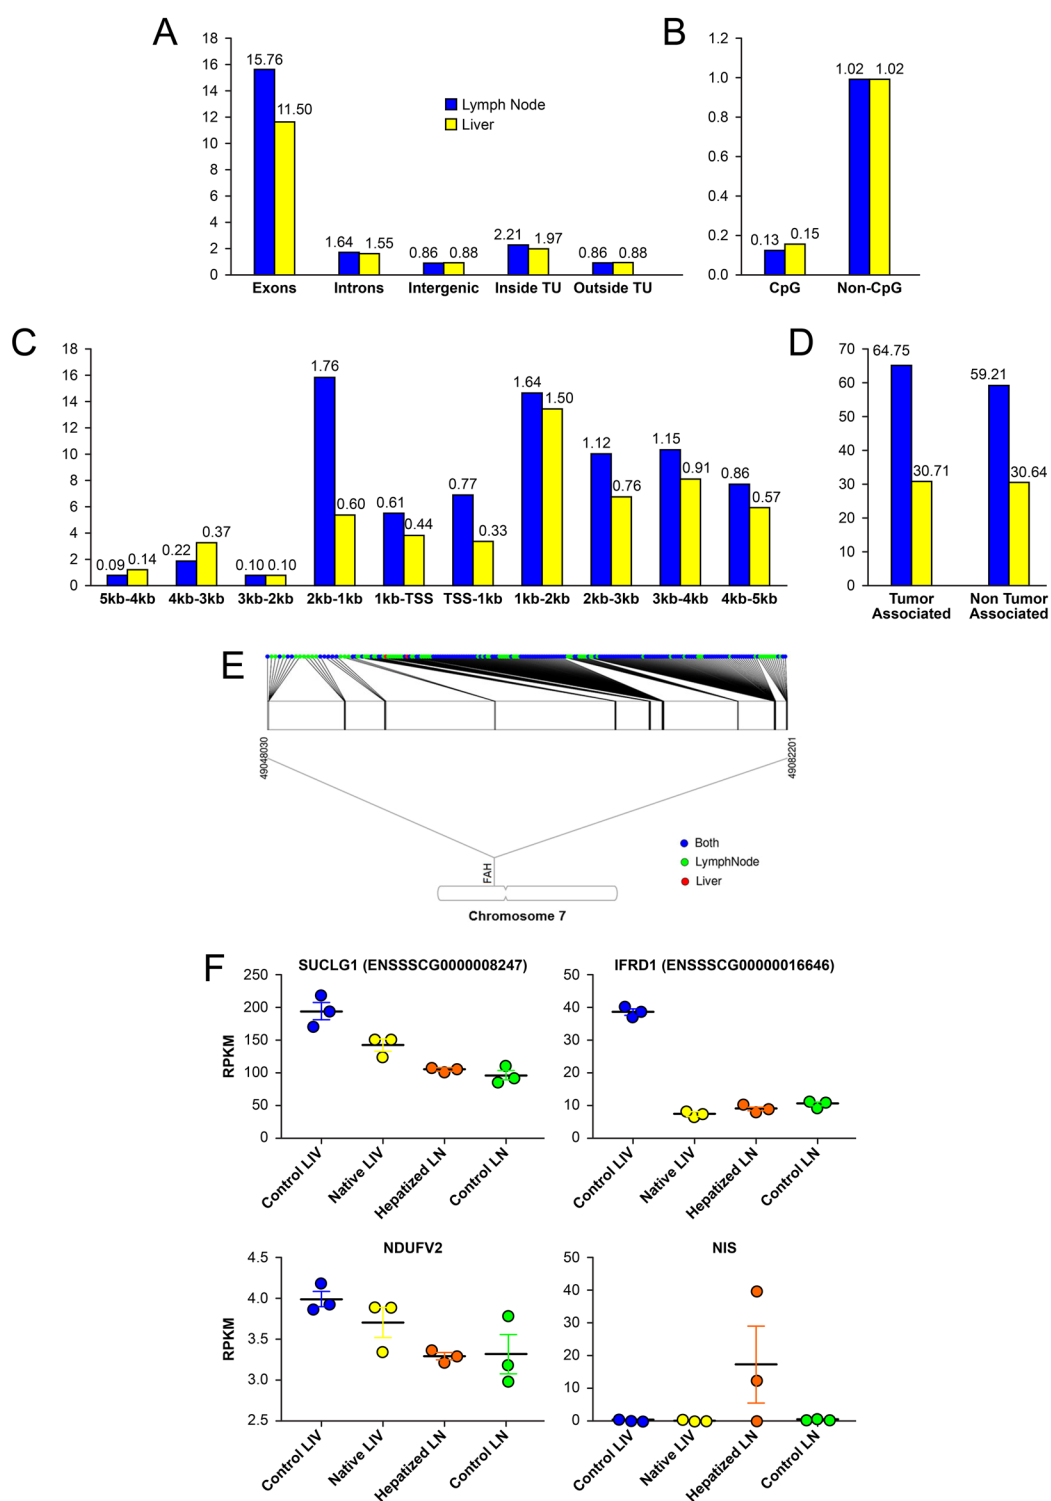 A
18
16
14
12
10
8
6
4
2
0
15.76
11.50
1.64
1.55
0.86
0.88
2.21
1.97
0.86
0.88
Exons
Introns
Intergenic
Inside TU
Outside TU
Lymph Node
Liver
B
1.2
1.0
0.8
0.6
0.4
0.2
0.0
0.13
0.15
1.02
1.02
CpG
Non-CpG
C
18
16
14
12
10
8
6
4
2
0
0.09
0.14
0.22
0.37
0.10
0.10
1.76
0.60
0.61
0.44
0.77
0.33
1.64
1.50
1.12
0.76
1.15
0.91
0.86
0.57
5kb-4kb
4kb-3kb
3kb-2kb
2kb-1kb
1kb-TSS
TSS-1kb
1kb-2kb
2kb-3kb
3kb-4kb
4kb-5kb
D
70
60
50
40
30
20
10
0
64.75
30.71
59.21
30.64
Tumor
Associated
Non Tumor
Associated
E
49048030
49082201
FAH
Chromosome 7
Both
LymphNode
Liver
F
SUCLG1 (ENSSSCG0000008247)
RPKM
250
200
150
100
50
0
Control LIV
Native LIV
Hepatized LN
Control LN
IFRD1 (ENSSSCG00000016646)
50
40
30
20
10
0
Control LIV
Native LIV
Hepatized LN
Control LN
NDUFV2
RPKM
4.5
4.0
3.5
3.0
2.5
Control LIV
Native LIV
Hepatized LN
Control LN
NIS
50
40
30
20
10
0
Control LIV
Native LIV
Hepatized LN
Control LN